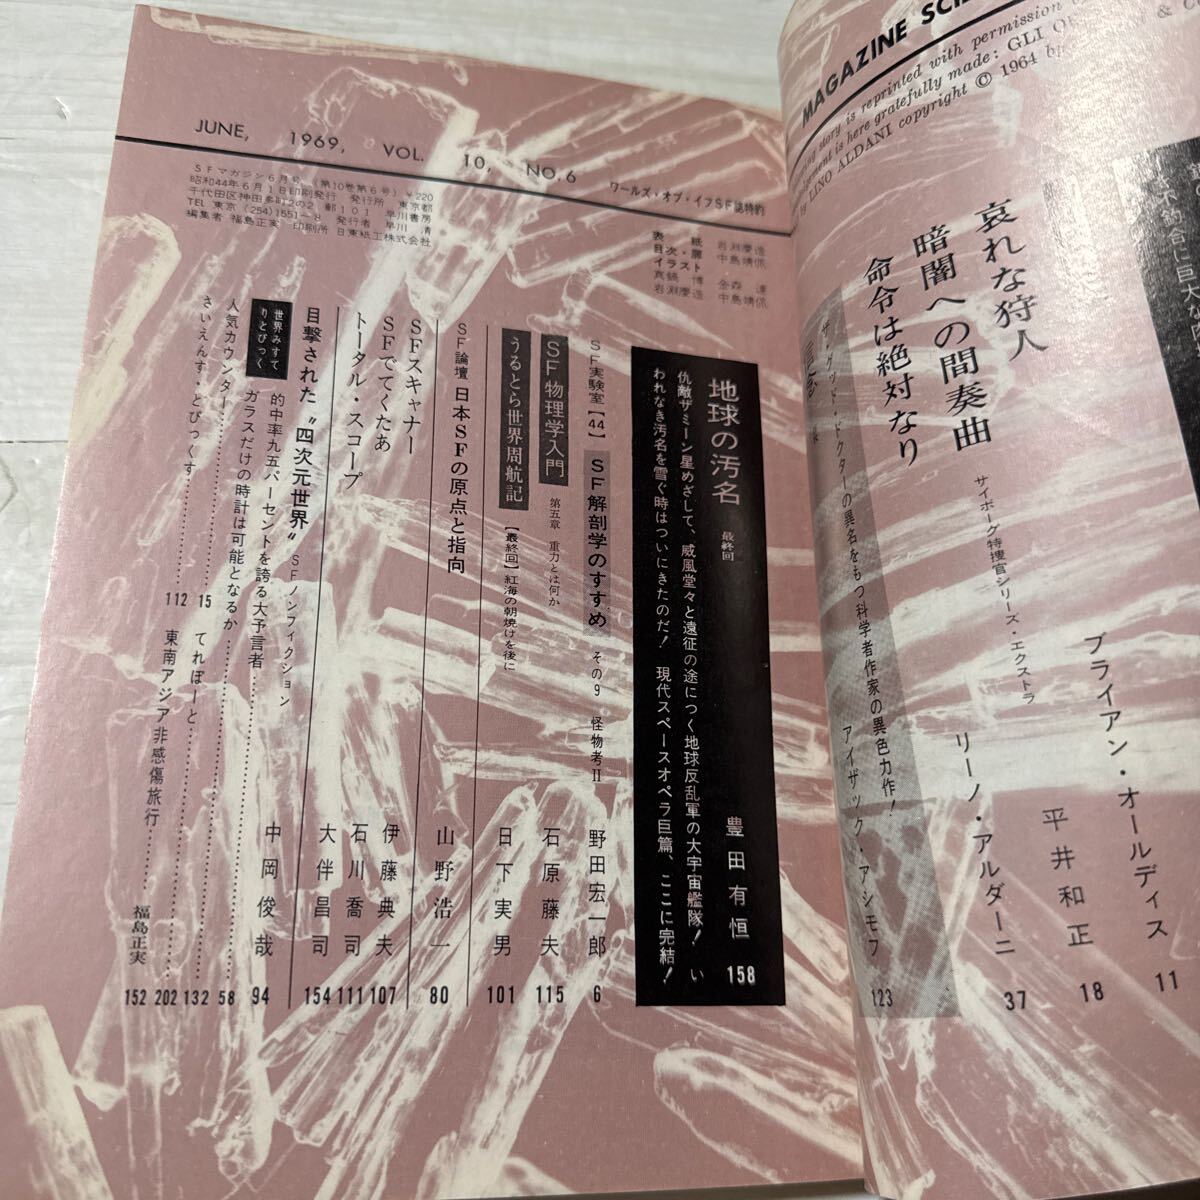 MAGAZINE
story is reprinted with permission
is here gratefully made: GLI
by LINO ALDANI copyright © 1964
哀れな狩人
ブライアン・オールディス 11
暗闇への間奏曲
サイボーグ特捜官シリーズ・エクストラ
平井和正 18
命令は絶対なり
リーノ・アルダーニ 37
ザ・グッド・ドクターの異名をもつ科学者作家の異色力作!
アイザック・アシモフ 123
JUNE, 1969, VOL. 10, NO.6 ワールズ・オブ・イフSF誌特約
SFマガジン6月号 (第10巻第6号) ¥220
昭和44年6月1日印刷発行 発行所 東京都
千代田区神田多町2の2 郵101 早川書房
TEL 東京 (254)1551〜8 発行者 早川 清
編集者 福島正実 印刷所 日東紙工株式会社
表紙 岩淵慶造
目次・扉 中島靖侃
イラスト
真鍋博 金森達
岩淵慶造 中島靖侃
地球の汚名 最終回 豊田有恒 158
仇敵ザミーン星めざして、威風堂々と遠征の途につく地球反乱軍の大宇宙艦隊! い
われなき汚名を雪ぐ時はついにきたのだ! 現代スペースオペラ巨篇、ここに完結!
SF実験室【44】 SF解剖学のすすめ その9 怪物考II 野田宏一郎 6
SF物理学入門 第五章 重力とは何か 石原藤夫 115
うるとら世界周航記 【最終回】紅海の朝焼けを後に 日下実男 101
SF論壇 日本SFの原点と指向 山野浩一 80
SFスキャナー 伊藤典夫 107
SFでてくたあ 石川喬司 111
トータル・スコープ 大伴昌司 154
目撃された“四次元世界” SFノンフィクション 中岡俊哉 94
世界みすて
りとぴっく
的中率九五パーセントを誇る大予言者 58
ガラスだけの時計は可能となるか 132
人気カウンター 15
てれぽーと 202
さいえんす・とぴっくす 112
東南アジア非感傷旅行 福島正実 152